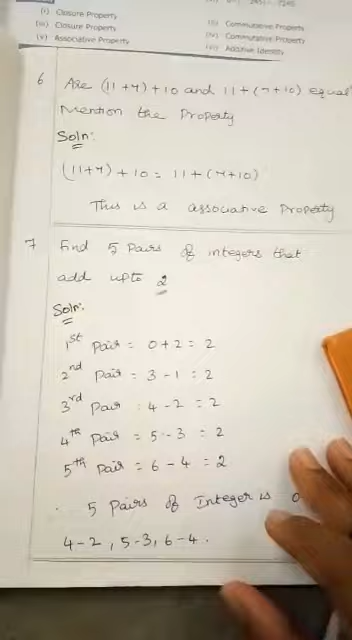 (i) Closure Property
(ii) Commutative Property
(iii) Closure Property
(iv) Commutative Property
(v) Associative Property
(vi) Additive Identity
6 Are (11+7)+10 and 11+(7+10) equal
Mention the Property
Soln:
(11+7)+10 = 11+(7+10)
This is a associative Property
7 Find 5 Pairs of integers that
add upto 2
Soln:
1st Pair = 0+2 = 2
2nd Pair = 3-1 = 2
3rd Pair = 4-2 = 2
4th Pair = 5-3 = 2
5th Pair = 6-4 = 2
5 Pairs of Integer is 0
4-2, 5-3, 6-4.